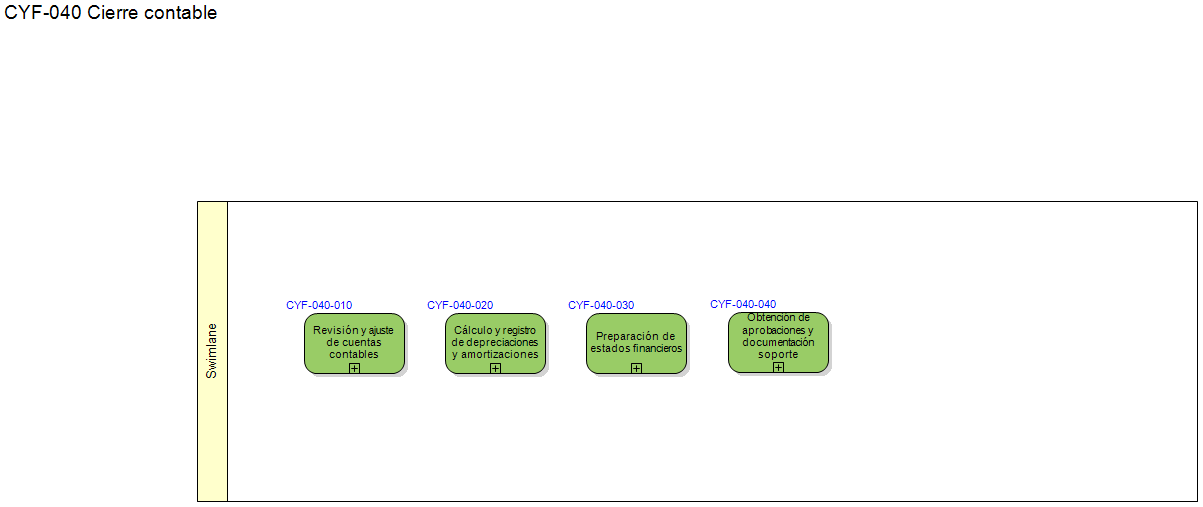 CYF-040 Cierre contable
Swimlane
CYF-040-010
Revisión y ajuste
de cuentas
contables
CYF-040-020
Cálculo y registro
de depreciaciones
y amortizaciones
CYF-040-030
Preparación de
estados financieros
CYF-040-040
Obtención de
aprobaciones y
documentación
soporte